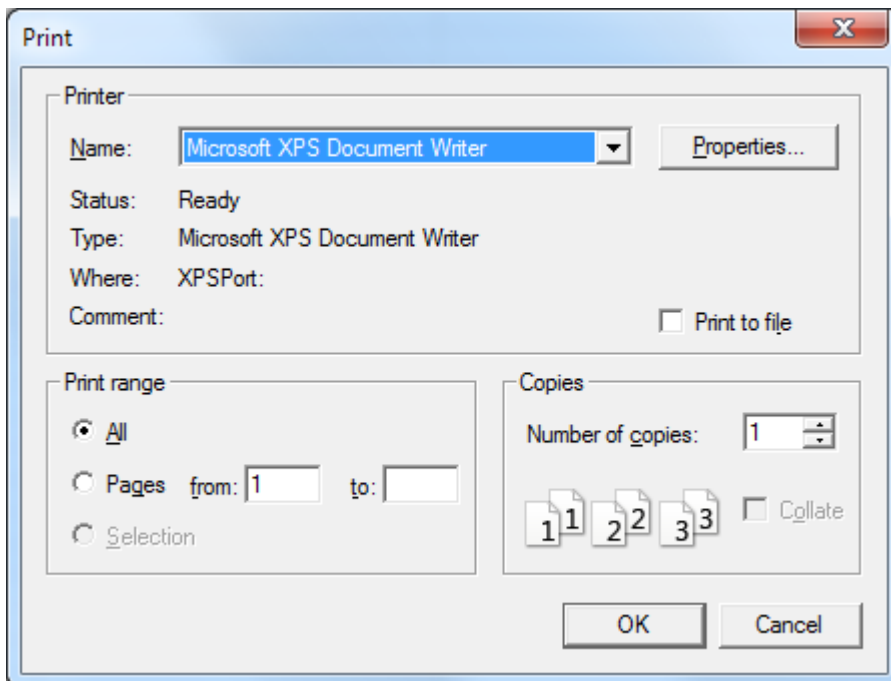 Print
Printer
Name: Microsoft XPS Document Writer Properties...
Status: Ready
Type: Microsoft XPS Document Writer
Where: XPSPort:
Comment: Print to file
Print range
All
Pages from: 1 to:
Selection
Copies
Number of copies: 1
1 1 2 2 3 3 Collate
OK Cancel